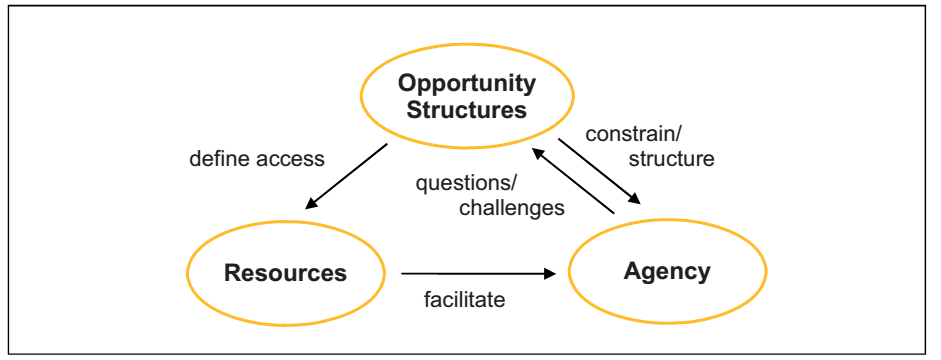 Opportunity
Structures
define access
constrain/
structure
questions/
challenges
Resources
Agency
facilitate